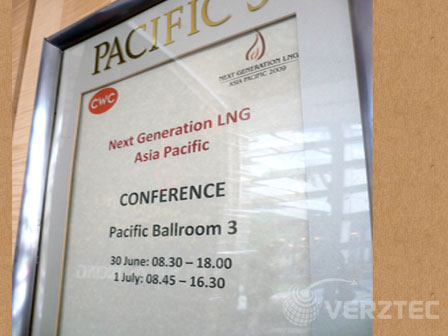 PACIFIC
NEXT GENERATION LNG
ASIA PACIFIC 2009
CWC
Next Generation LNG
Asia Pacific
CONFERENCE
Pacific Ballroom 3
30 June: 08.30 – 18.00
1 July: 08.45 – 16.30
VERZTEC